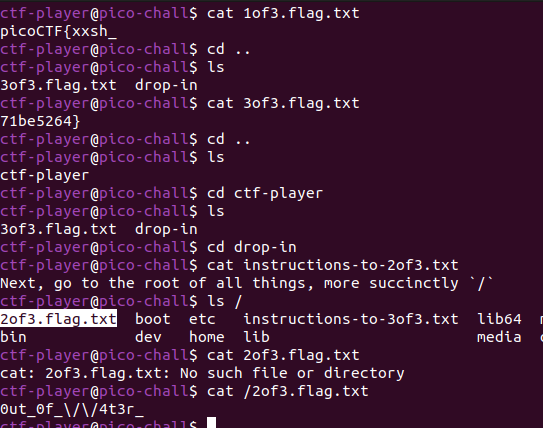 ctf-player@pico-chall$ cat 1of3.flag.txt
picoCTF{xxsh_
ctf-player@pico-chall$ cd ..
ctf-player@pico-chall$ ls
3of3.flag.txt  drop-in
ctf-player@pico-chall$ cat 3of3.flag.txt
71be5264}
ctf-player@pico-chall$ cd ..
ctf-player@pico-chall$ ls
ctf-player
ctf-player@pico-chall$ cd ctf-player
ctf-player@pico-chall$ ls
3of3.flag.txt  drop-in
ctf-player@pico-chall$ cd drop-in
ctf-player@pico-chall$ cat instructions-to-2of3.txt
Next, go to the root of all things, more succinctly `/`
ctf-player@pico-chall$ ls /
2of3.flag.txt  boot  etc   instructions-to-3of3.txt  lib64
bin            dev   home  lib                       media
ctf-player@pico-chall$ cat 2of3.flag.txt
cat: 2of3.flag.txt: No such file or directory
ctf-player@pico-chall$ cat /2of3.flag.txt
0ut_0f_\/\/4t3r_
ctf-player@pico-chall$